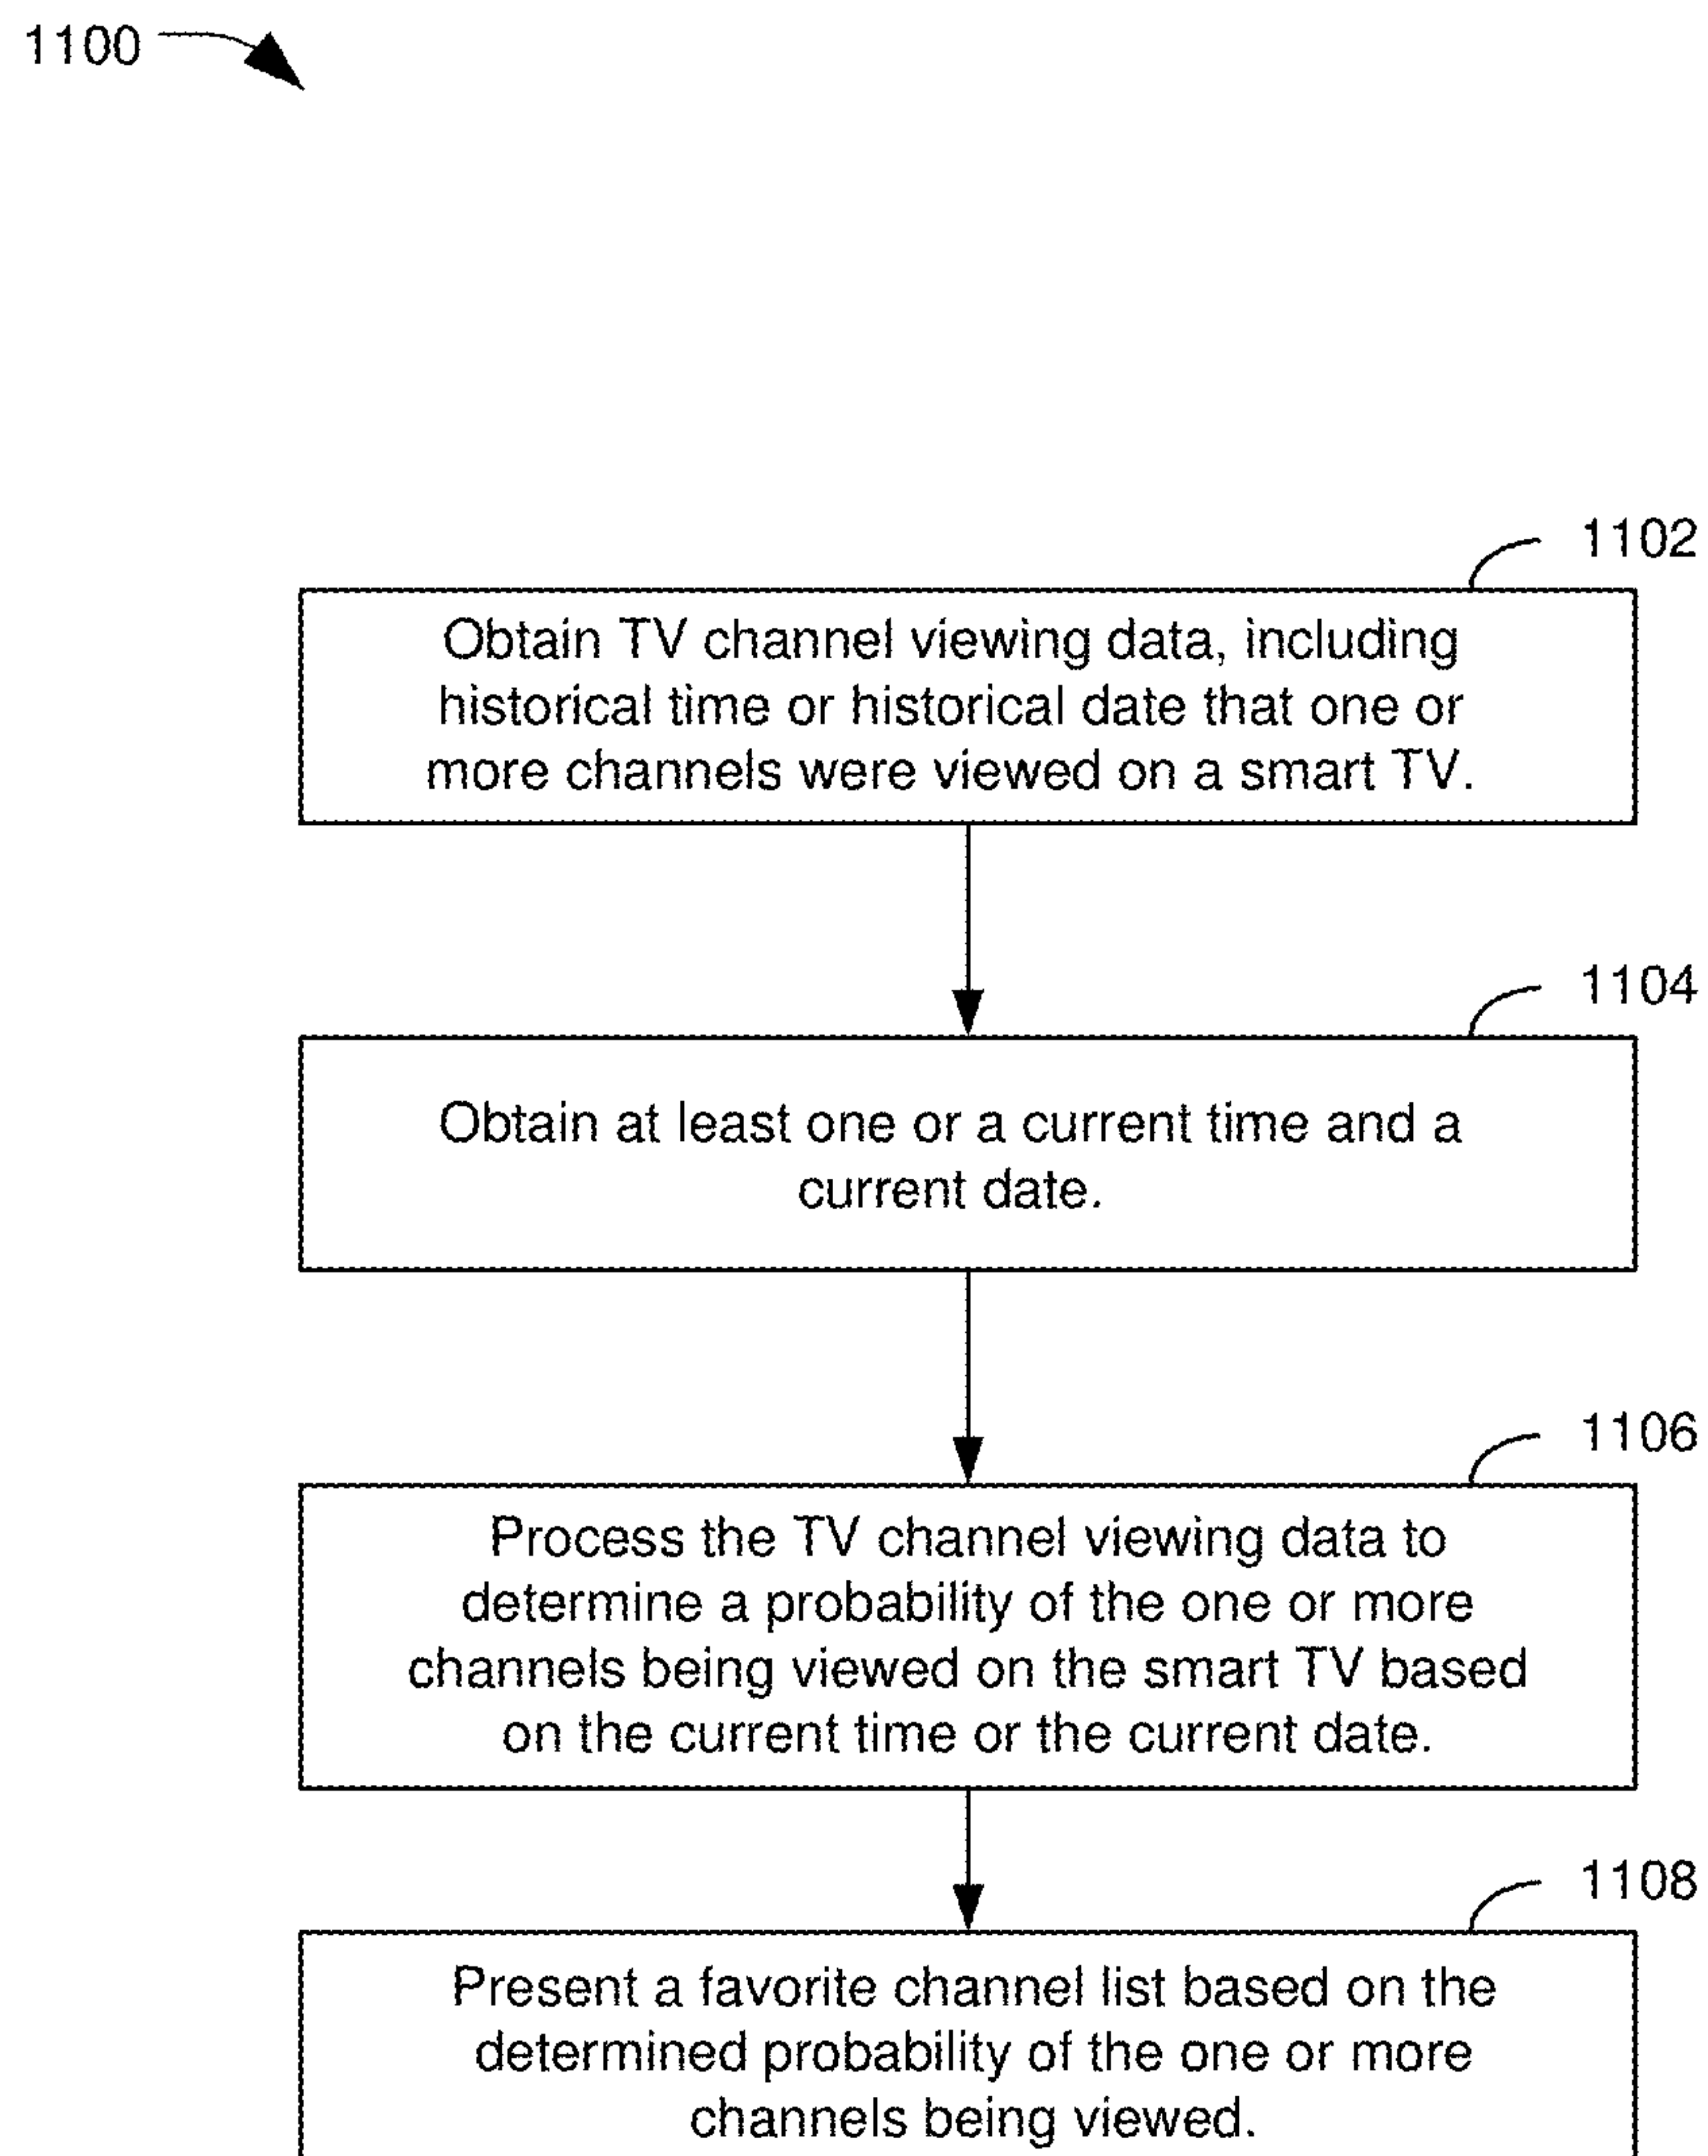 1100
1102
Obtain TV channel viewing data, including
historical time or historical date that one or
more channels were viewed on a smart TV.
1104
Obtain at least one or a current time and a
current date.
1106
Process the TV channel viewing data to
determine a probability of the one or more
channels being viewed on the smart TV based
on the current time or the current date.
1108
Present a favorite channel list based on the
determined probability of the one or more
channels being viewed.